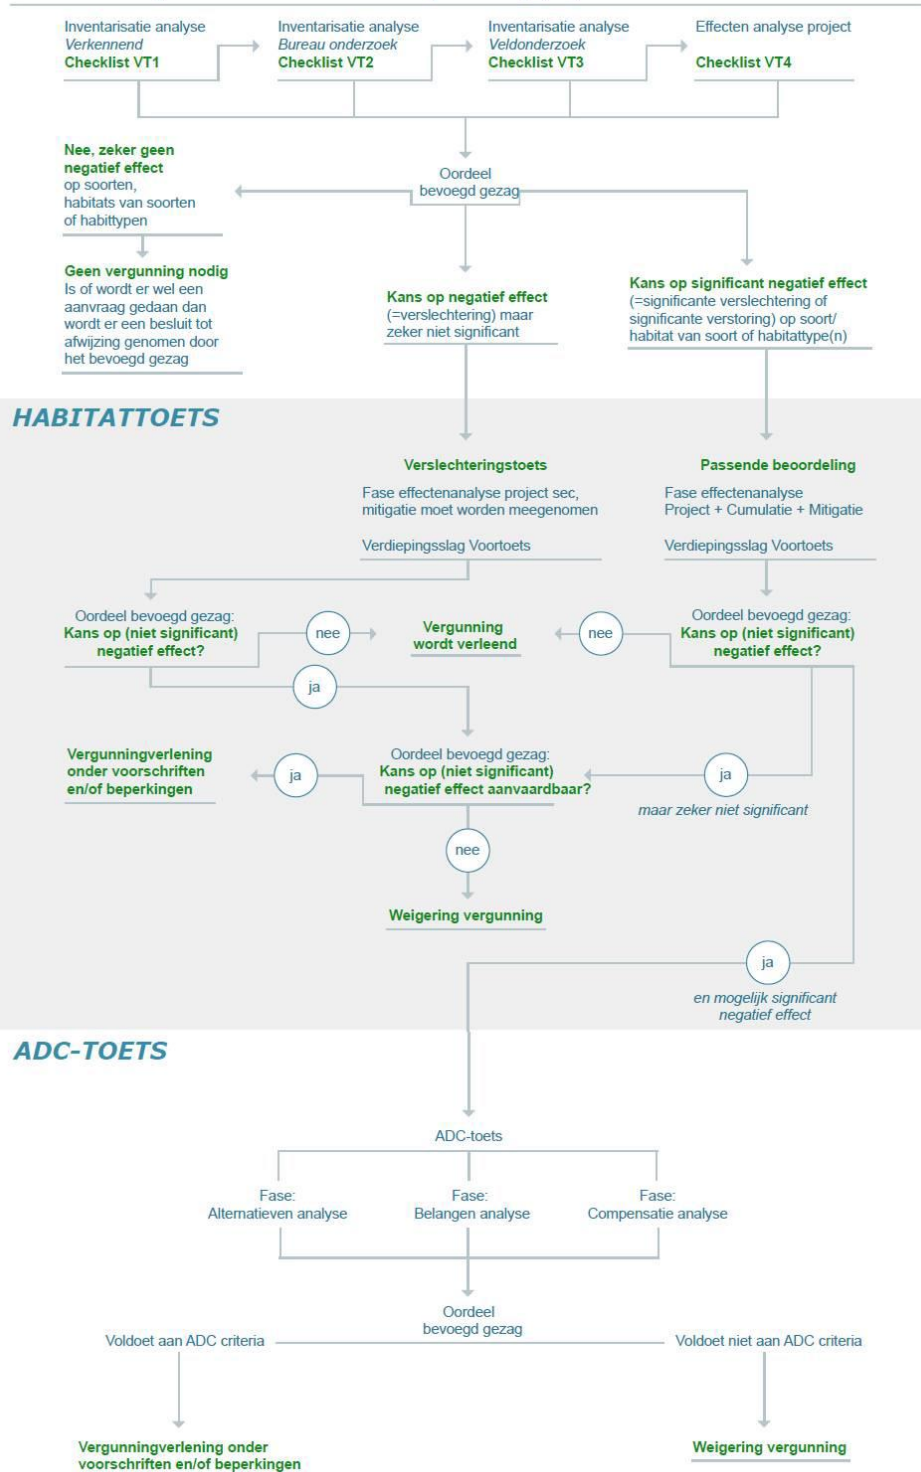 Inventarisatie analyse
Verkennend
Checklist VT1
Inventarisatie analyse
Bureau onderzoek
Checklist VT2
Inventarisatie analyse
Veldonderzoek
Checklist VT3
Effecten analyse project
Checklist VT4
Nee, zeker geen
negatief effect
op soorten,
habitats van soorten
of habittypen
Oordeel
bevoegd gezag
Geen vergunning nodig
Is of wordt er wel een
aanvraag gedaan dan
wordt er een besluit tot
afwijzing genomen door
het bevoegd gezag
Kans op negatief effect
(=verslechtering) maar
zeker niet significant
Kans op significant negatief effect
(=significante verslechtering of
significante verstoring) op soort/
habitat van soort of habitattype(n)
HABITATTOETS
Verslechteringstoets
Fase effectenanalyse project sec,
mitigatie moet worden meegenomen
Verdiepingsslag Voortoets
Passende beoordeling
Fase effectenanalyse
Project + Cumulatie + Mitigatie
Verdiepingsslag Voortoets
Oordeel bevoegd gezag:
Kans op (niet significant)
negatief effect?
nee
Vergunning
wordt verleend
nee
Oordeel bevoegd gezag:
Kans op (niet significant)
negatief effect?
ja
Vergunningverlening
onder voorschriften
en/of beperkingen
ja
Oordeel bevoegd gezag:
Kans op (niet significant)
negatief effect aanvaardbaar?
ja
maar zeker niet significant
nee
Weigering vergunning
ja
en mogelijk significant
negatief effect
ADC-TOETS
ADC-toets
Fase:
Alternatieven analyse
Fase:
Belangen analyse
Fase:
Compensatie analyse
Oordeel
bevoegd gezag
Voldoet aan ADC criteria
Voldoet niet aan ADC criteria
Vergunningverlening onder
voorschriften en/of beperkingen
Weigering vergunning